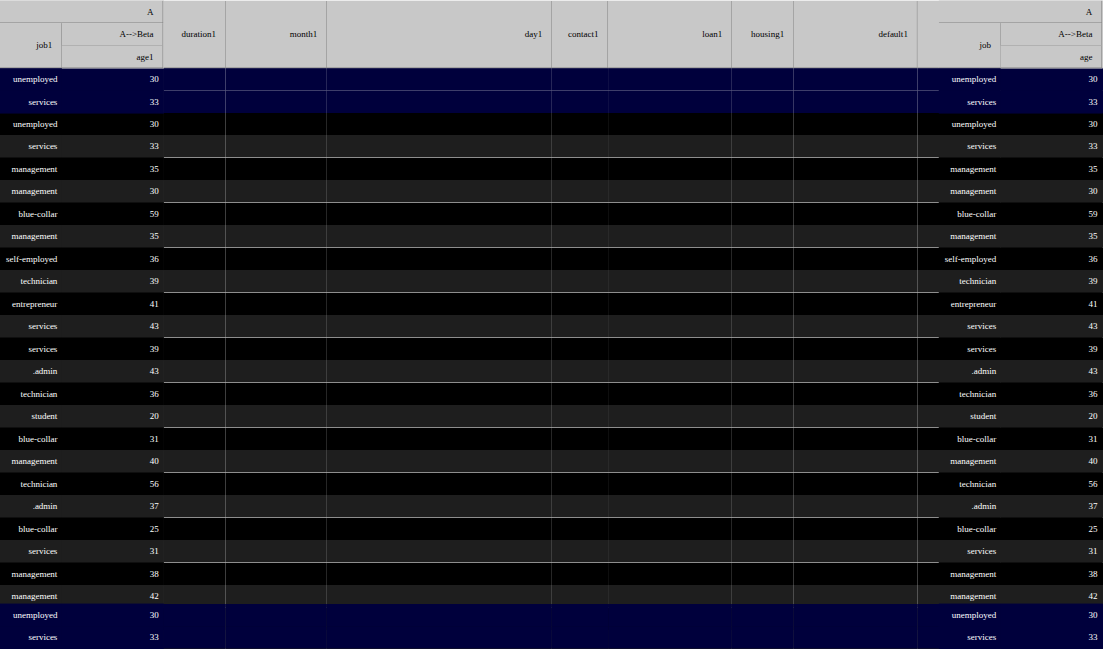 A A
A-->Beta duration1 month1 day1 contact1 loan1 housing1 default1 A-->Beta
job1 age1 job age
unemployed 30 unemployed 30
services 33 services 33
unemployed 30 unemployed 30
services 33 services 33
management 35 management 35
management 30 management 30
blue-collar 59 blue-collar 59
management 35 management 35
self-employed 36 self-employed 36
technician 39 technician 39
entrepreneur 41 entrepreneur 41
services 43 services 43
services 39 services 39
.admin 43 .admin 43
technician 36 technician 36
student 20 student 20
blue-collar 31 blue-collar 31
management 40 management 40
technician 56 technician 56
.admin 37 .admin 37
blue-collar 25 blue-collar 25
services 31 services 31
management 38 management 38
management 42 management 42
unemployed 30 unemployed 30
services 33 services 33